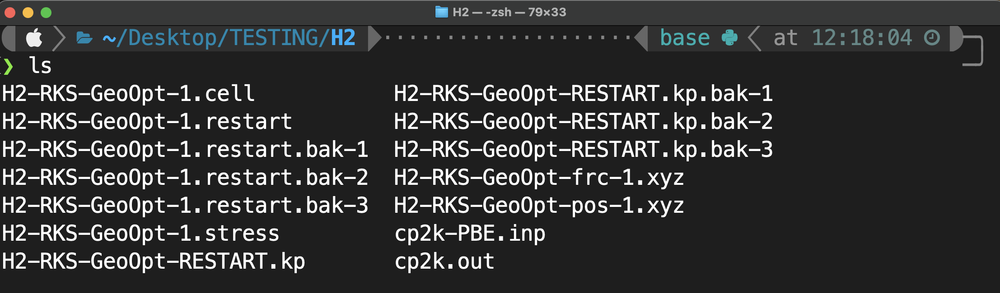 H2 — -zsh — 79×33
~/Desktop/TESTING/H2 base at 12:18:04
❯ ls
H2-RKS-GeoOpt-1.cell H2-RKS-GeoOpt-RESTART.kp.bak-1
H2-RKS-GeoOpt-1.restart H2-RKS-GeoOpt-RESTART.kp.bak-2
H2-RKS-GeoOpt-1.restart.bak-1 H2-RKS-GeoOpt-RESTART.kp.bak-3
H2-RKS-GeoOpt-1.restart.bak-2 H2-RKS-GeoOpt-frc-1.xyz
H2-RKS-GeoOpt-1.restart.bak-3 H2-RKS-GeoOpt-pos-1.xyz
H2-RKS-GeoOpt-1.stress cp2k-PBE.inp
H2-RKS-GeoOpt-RESTART.kp cp2k.out